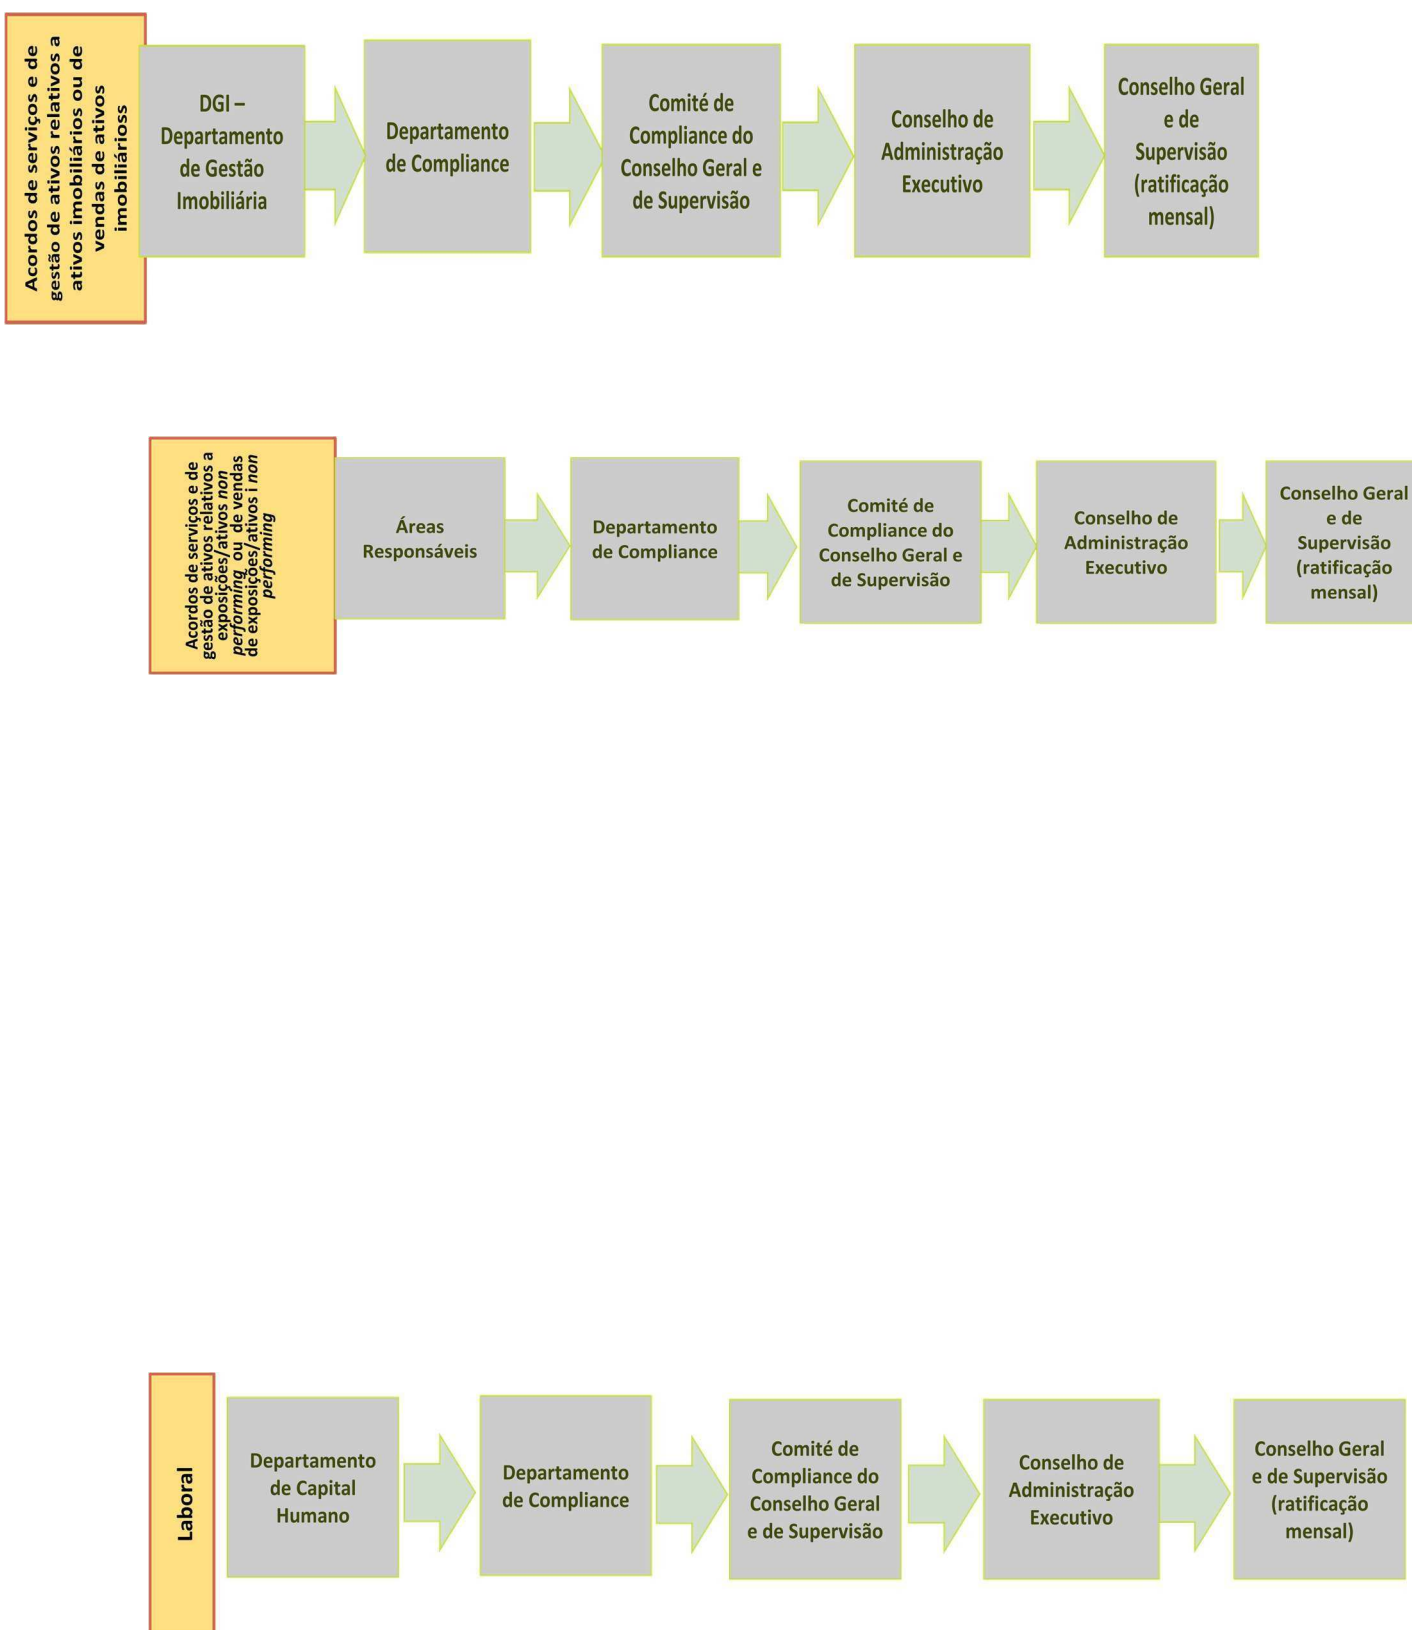 Acordos de serviços e de
gestão de ativos relativos a
ativos imobiliários ou de
vendas de ativos
imobiliárioss
DGI –
Departamento
de Gestão
Imobiliária
Departamento
de Compliance
Comité de
Compliance do
Conselho Geral e
de Supervisão
Conselho de
Administração
Executivo
Conselho Geral
e de
Supervisão
(ratificação
mensal)
Acordos de serviços e de
gestão de ativos relativos a
exposições/ativos non
performing ou de vendas
de exposições/ativos i non
performing
Áreas
Responsáveis
Departamento
de Compliance
Comité de
Compliance do
Conselho Geral e
de Supervisão
Conselho de
Administração
Executivo
Conselho Geral
e de
Supervisão
(ratificação
mensal)
Laboral
Departamento
de Capital
Humano
Departamento
de Compliance
Comité de
Compliance do
Conselho Geral
e de Supervisão
Conselho de
Administração
Executivo
Conselho Geral
e de Supervisão
(ratificação
mensal)